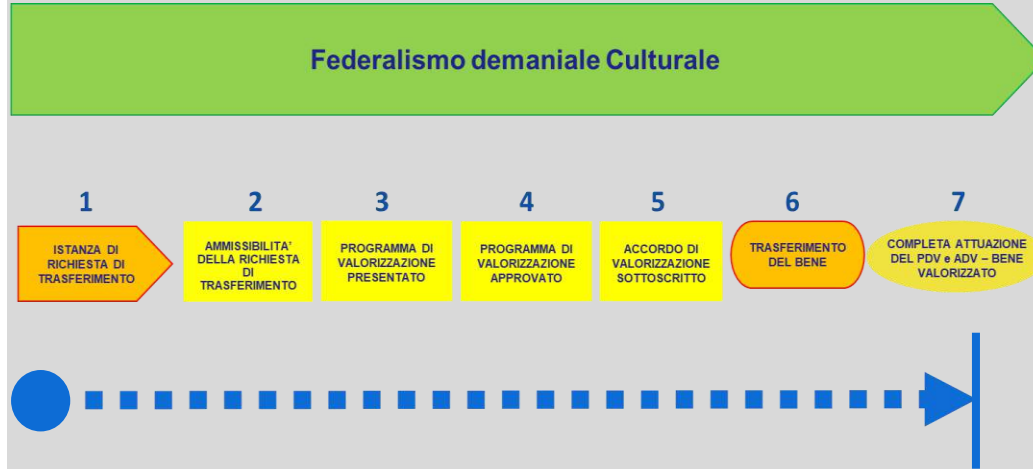 Federalismo demaniale Culturale
1
2
3
4
5
6
7
ISTANZA DI
RICHIESTA DI
TRASFERIMENTO
AMMISSIBILITA'
DELLA RICHIESTA
DI
TRASFERIMENTO
PROGRAMMA DI
VALORIZZAZIONE
PRESENTATO
PROGRAMMA DI
VALORIZZAZIONE
APPROVATO
ACCORDO DI
VALORIZZAZIONE
SOTTOSCRITTO
TRASFERIMENTO
DEL BENE
COMPLETA ATTUAZIONE
DEL PDV e ADV – BENE
VALORIZZATO